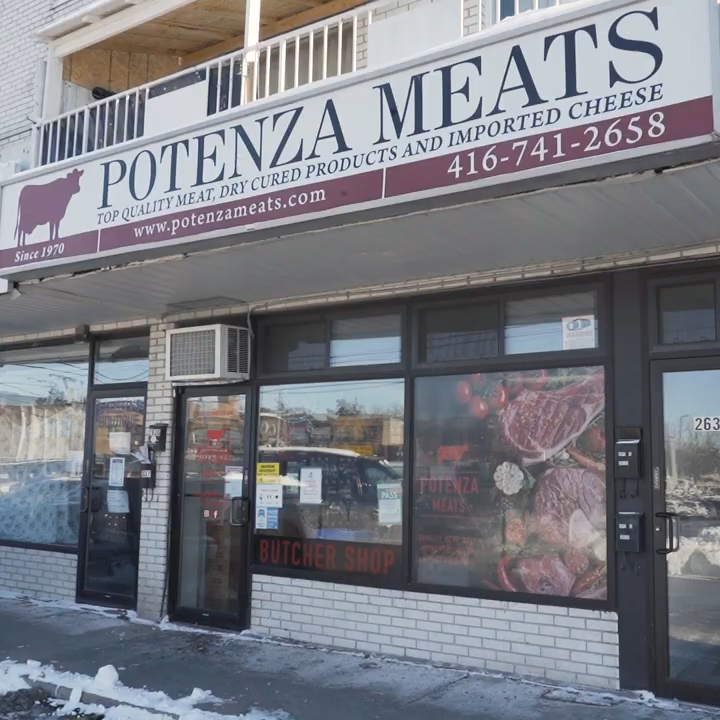 POTENZA MEATS
TOP QUALITY MEAT, DRY CURED PRODUCTS AND IMPORTED CHEESE
Since 1970
www.potenzameats.com
416-741-2658
263
POTENZA
MEATS
PASS
BUTCHER SHOP